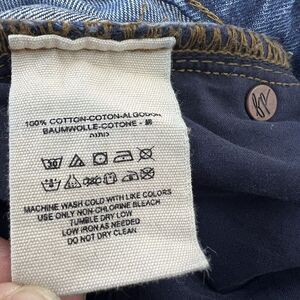 100% COTTON-COTON-ALGODON
BAUMWOLLE-COTONE - 綿
כותנה
MACHINE WASH COLD WITH LIKE COLORS
USE ONLY NON-CHLORINE BLEACH
TUMBLE DRY LOW
LOW IRON AS NEEDED
DO NOT DRY CLEAN